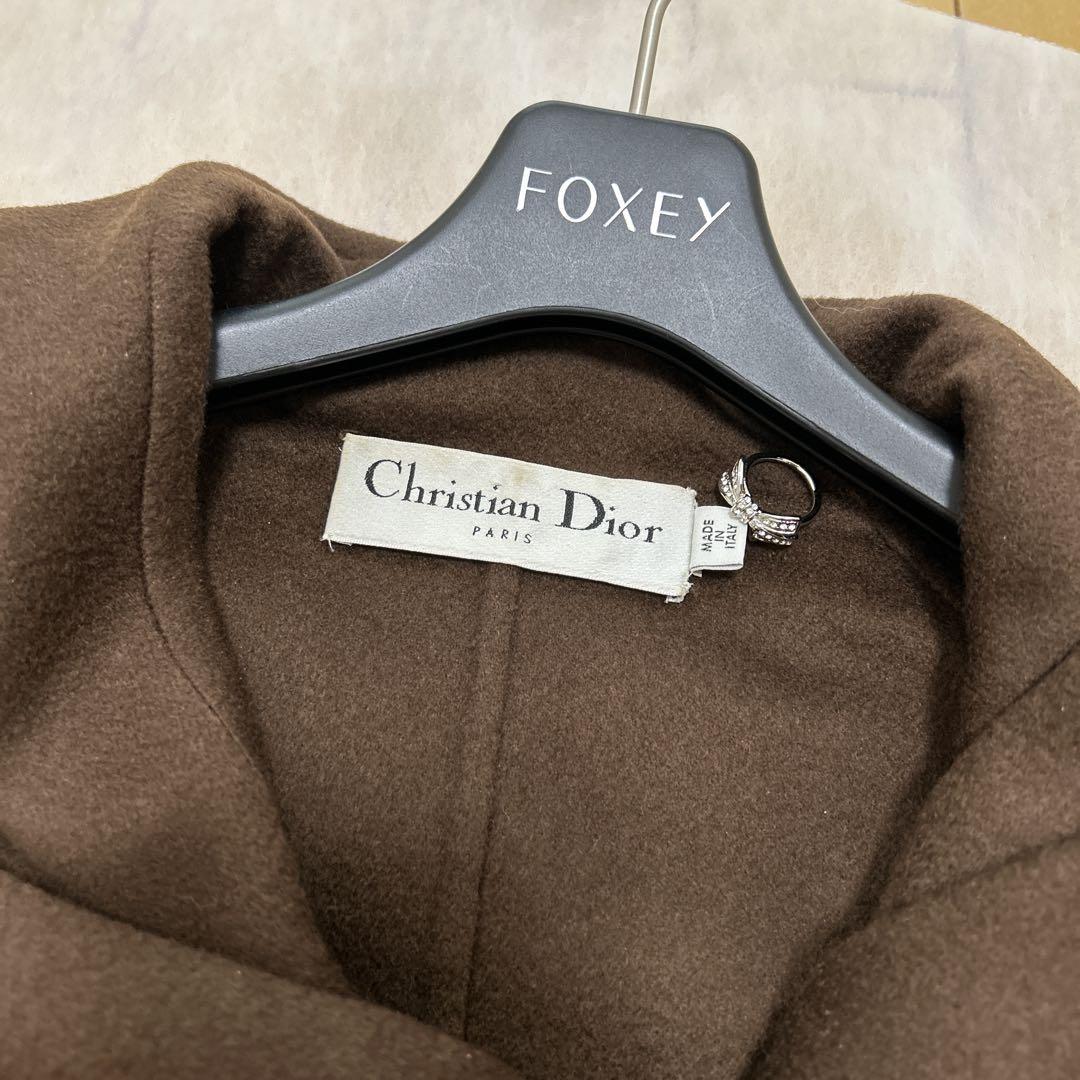 FOXEY
Christian Dior
PARIS
MADE
IN
ITALY